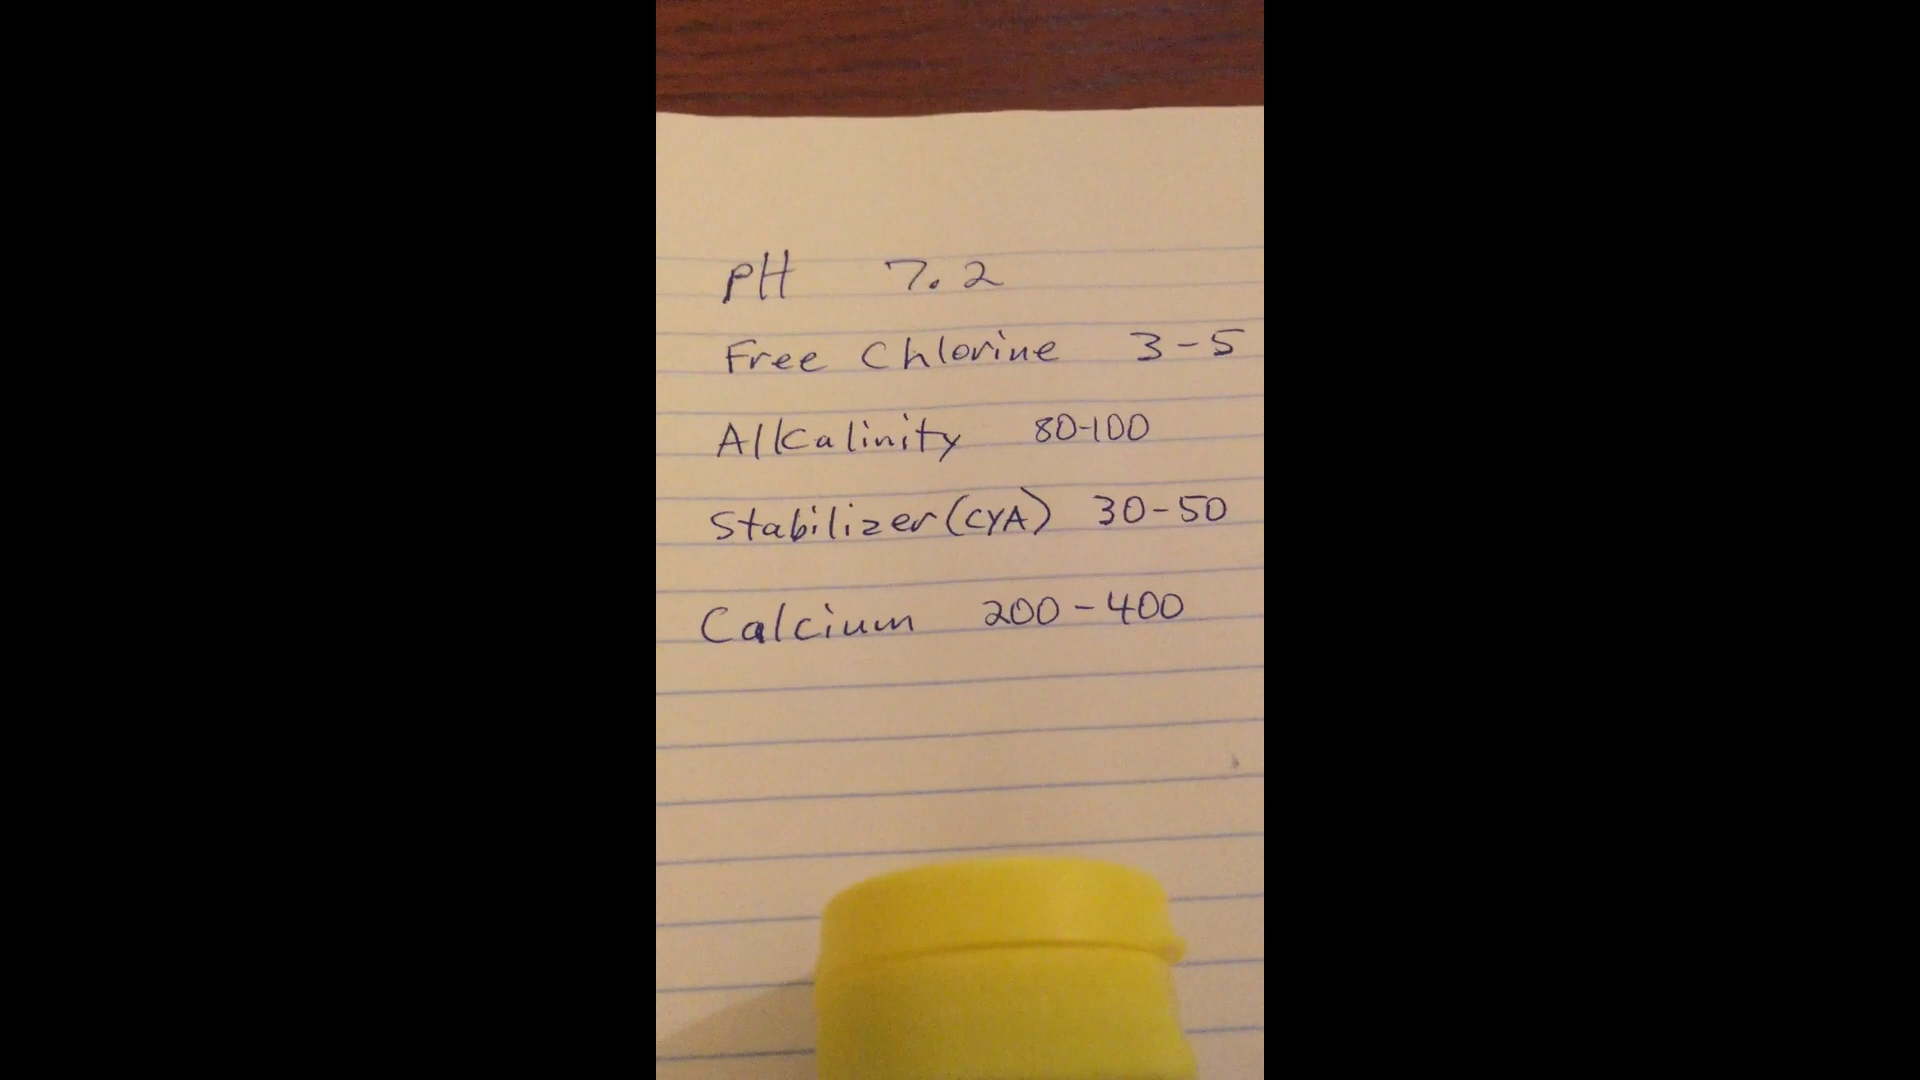 pH 7.2
Free Chlorine 3-5
Alkalinity 80-100
Stabilizer (CYA) 30-50
Calcium 200-400